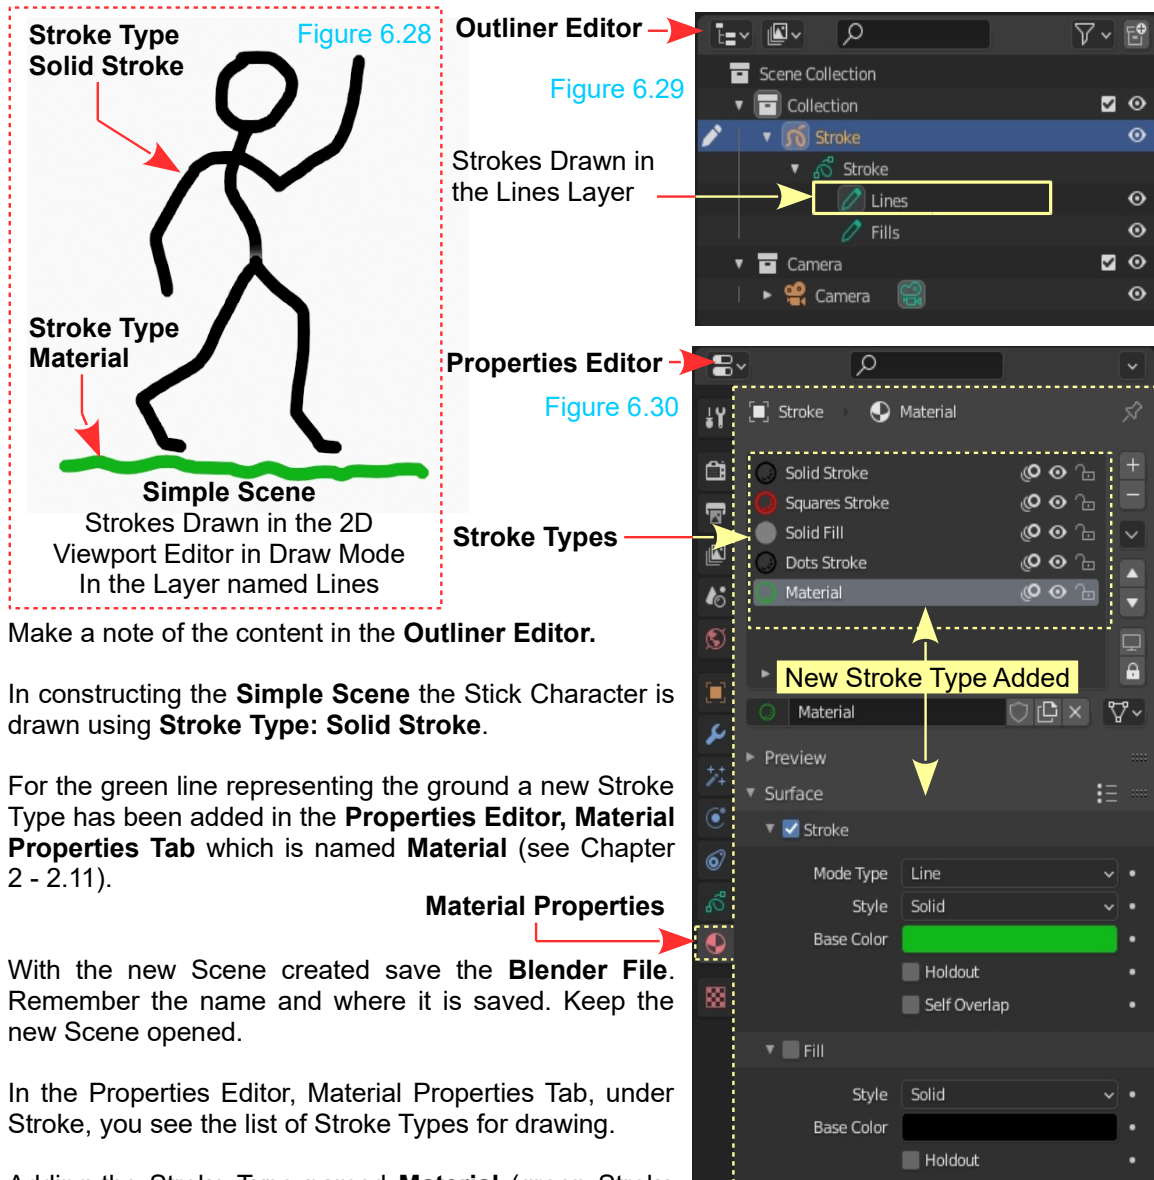 Stroke Type
Solid Stroke
Figure 6.28
Stroke Type
Material
Simple Scene
Strokes Drawn in the 2D
Viewport Editor in Draw Mode
In the Layer named Lines
Outliner Editor
Figure 6.29
Strokes Drawn in
the Lines Layer
Scene Collection
Collection
Stroke
Stroke
Lines
Fills
Camera
Camera
Properties Editor
Figure 6.30
Stroke Types
Stroke
Material
Solid Stroke
Squares Stroke
Solid Fill
Dots Stroke
Material
New Stroke Type Added
Material
Preview
Surface
Stroke
Mode Type Line
Style Solid
Base Color
Holdout
Self Overlap
Fill
Style Solid
Base Color
Holdout
Make a note of the content in the Outliner Editor.
In constructing the Simple Scene the Stick Character is
drawn using Stroke Type: Solid Stroke.
For the green line representing the ground a new Stroke
Type has been added in the Properties Editor, Material
Properties Tab which is named Material (see Chapter
2 - 2.11).
Material Properties
With the new Scene created save the Blender File.
Remember the name and where it is saved. Keep the
new Scene opened.
In the Properties Editor, Material Properties Tab, under
Stroke, you see the list of Stroke Types for drawing.
Adding the Stroke Type named Material (green Stroke